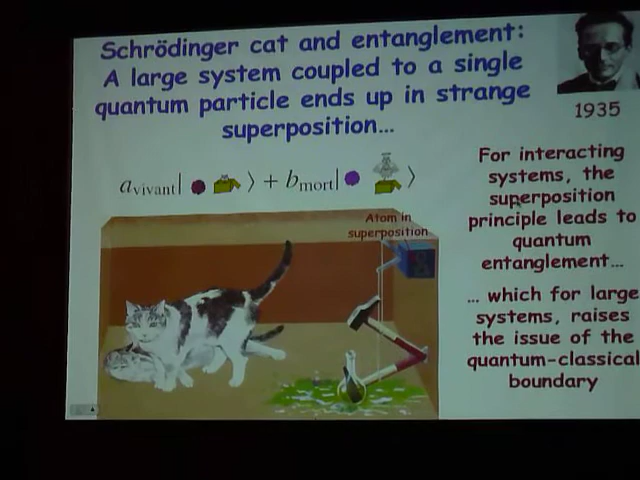 Schrödinger cat and entanglement:
A large system coupled to a single
quantum particle ends up in strange
superposition...
1935
a vivant| ⟩ + b mort| ⟩
For interacting
systems, the
superposition
principle leads to
quantum
entanglement...
Atom in
superposition
... which for large
systems, raises
the issue of the
quantum-classical
boundary